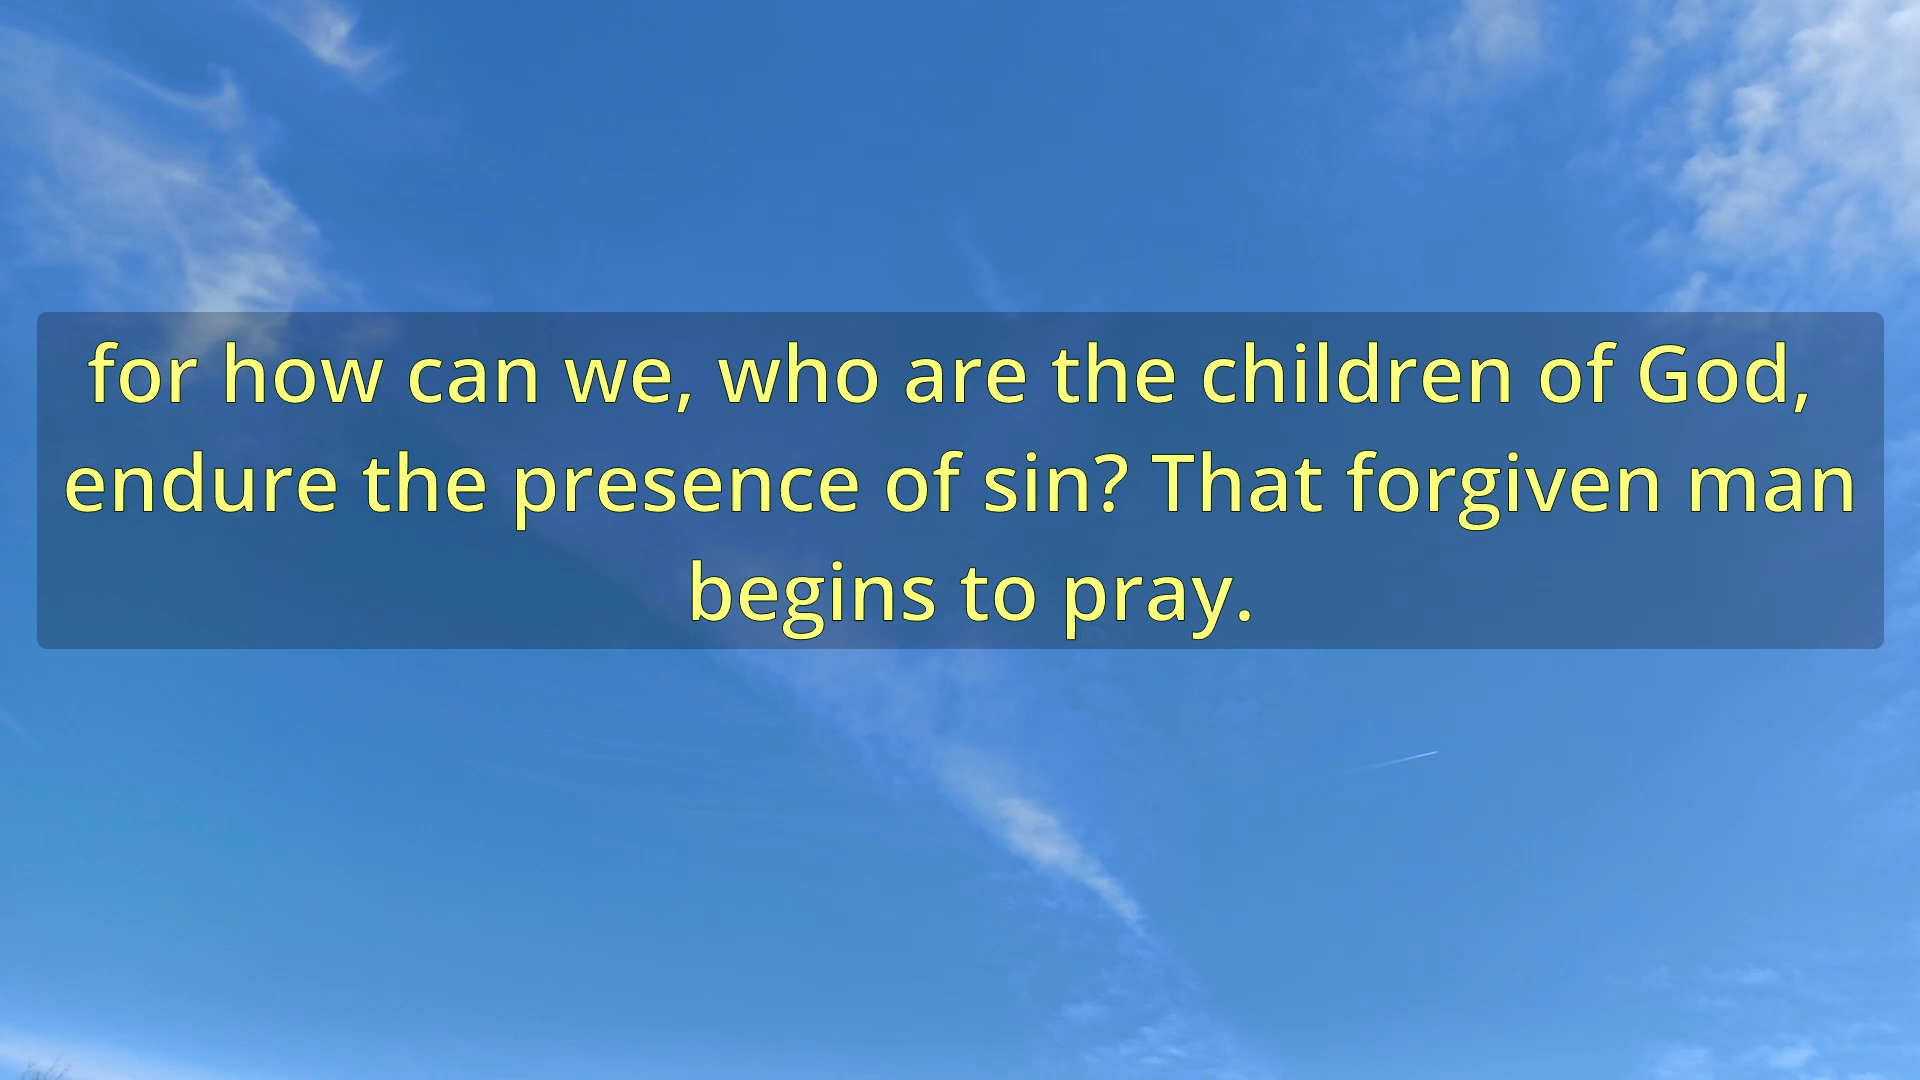 for how can we, who are the children of God,
endure the presence of sin? That forgiven man
begins to pray.